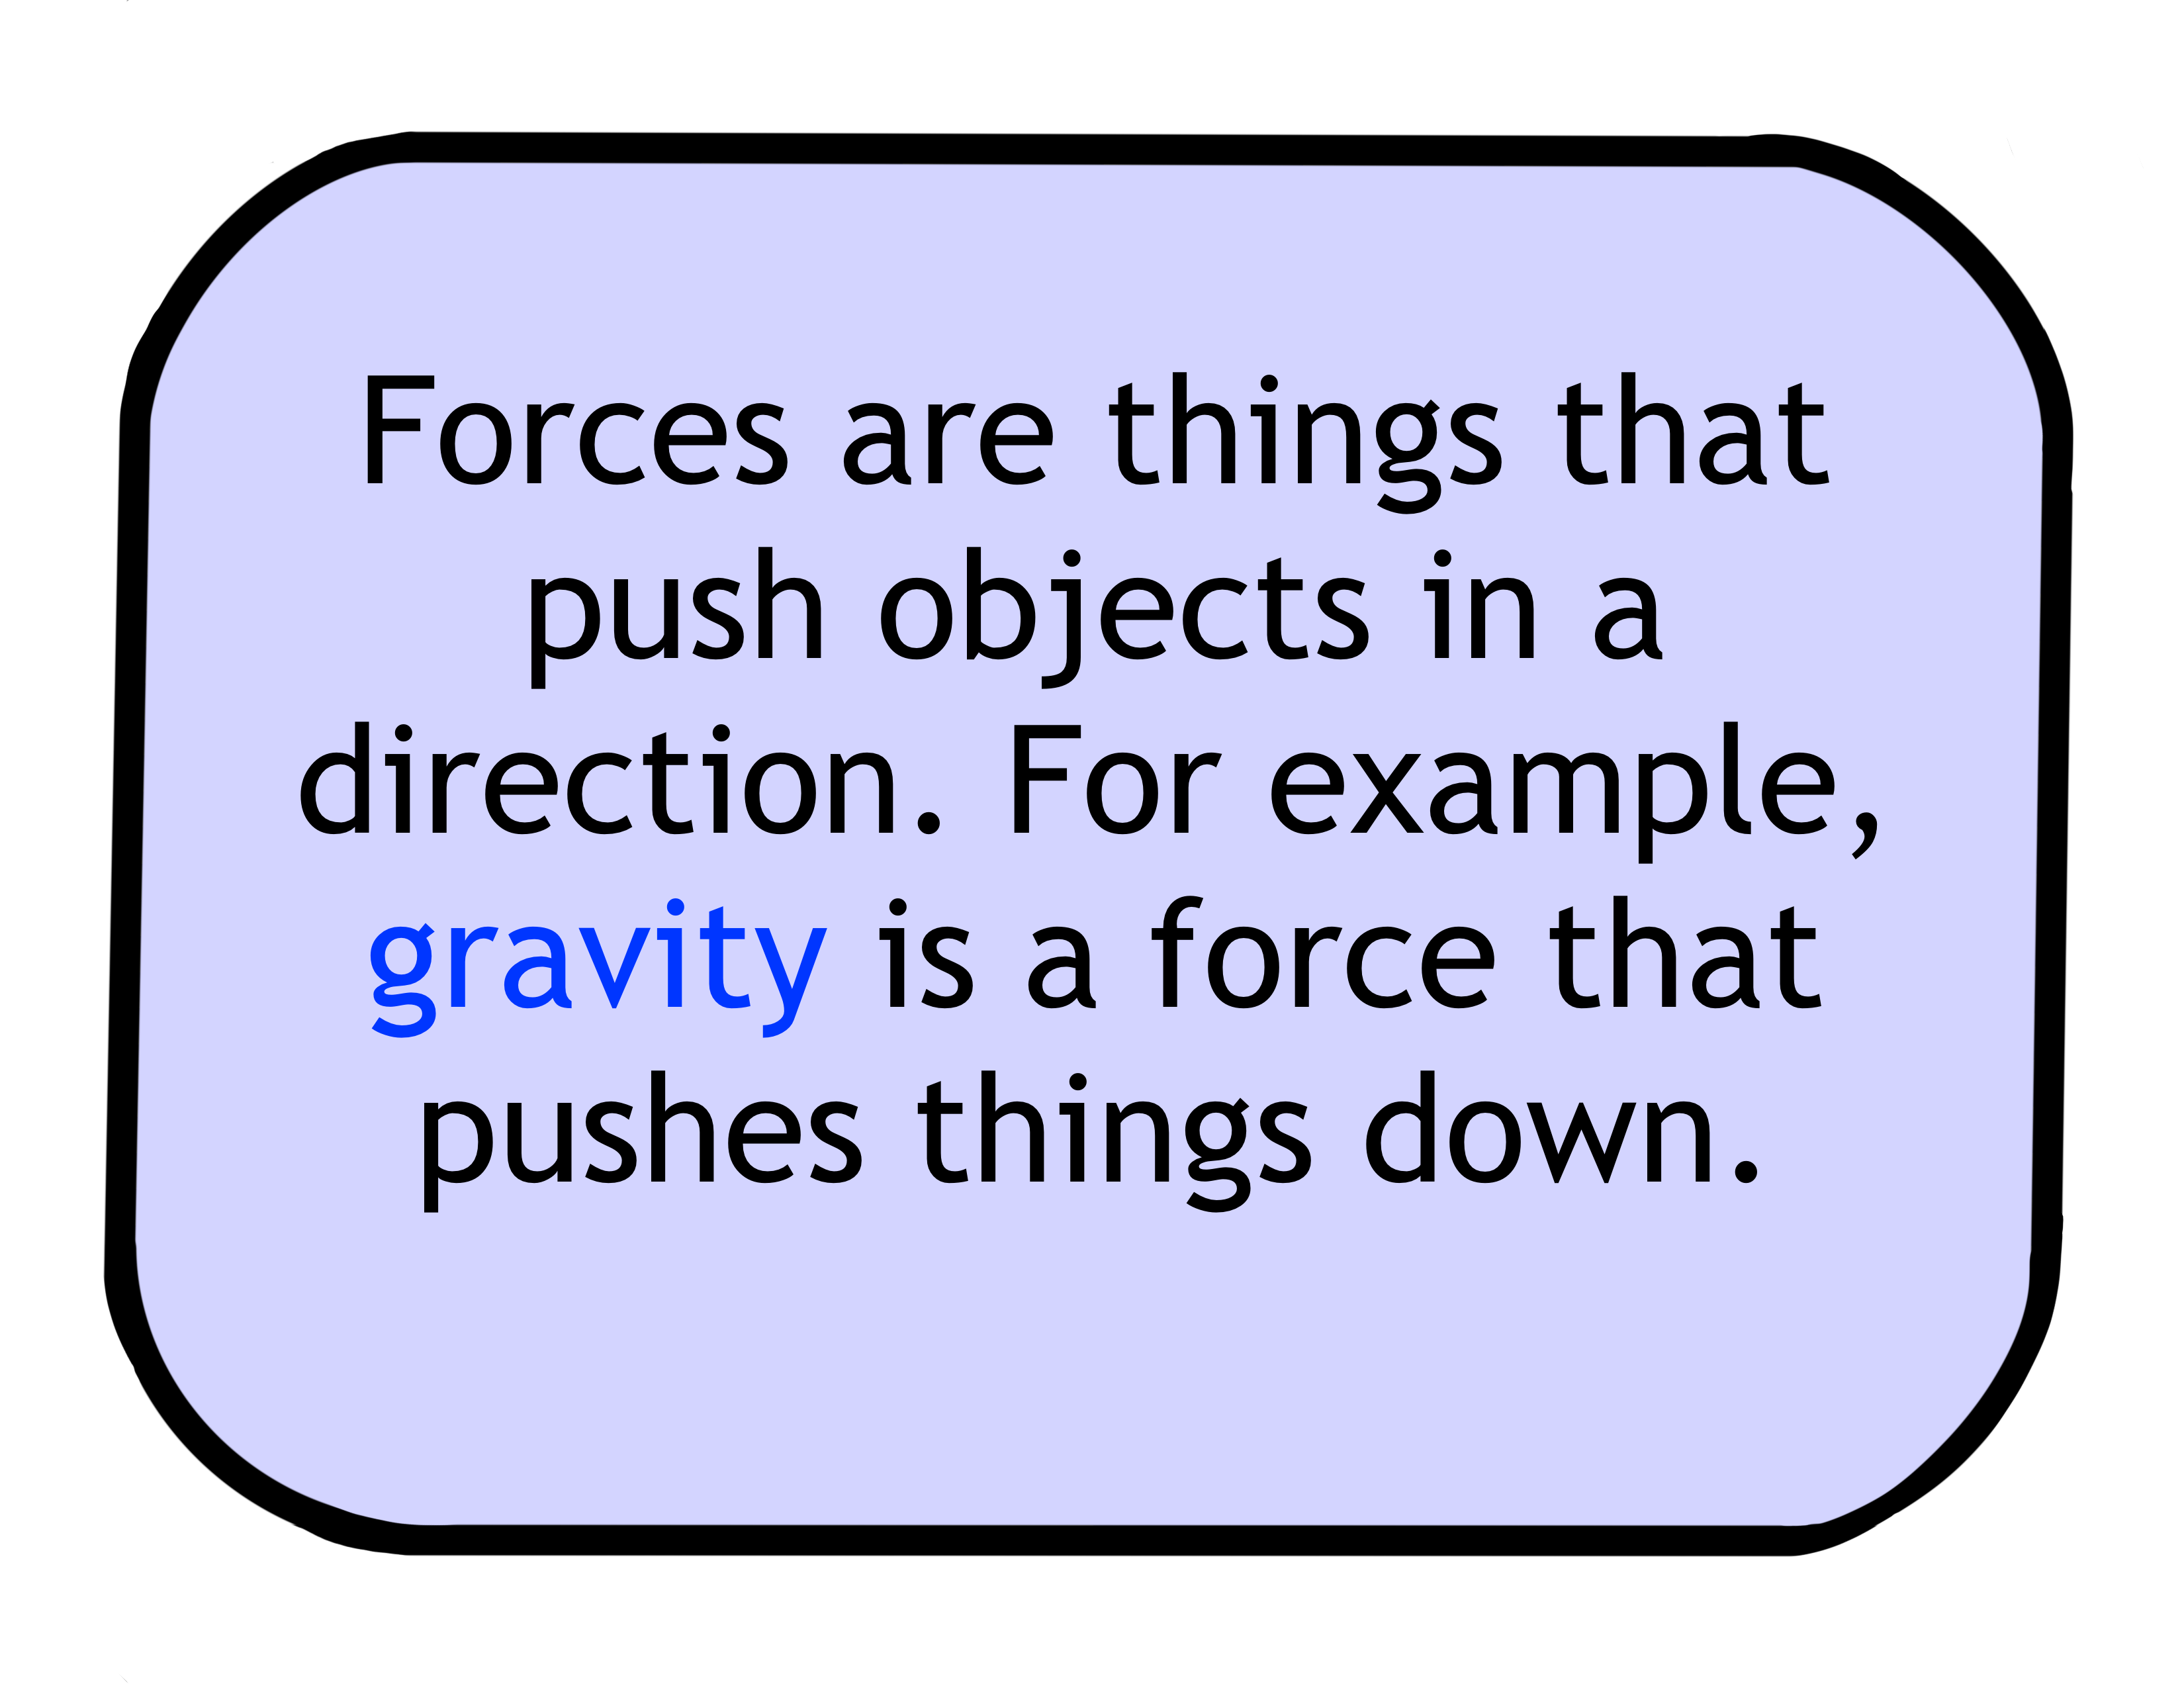 Forces are things that
push objects in a
direction. For example,
gravity is a force that
pushes things down.